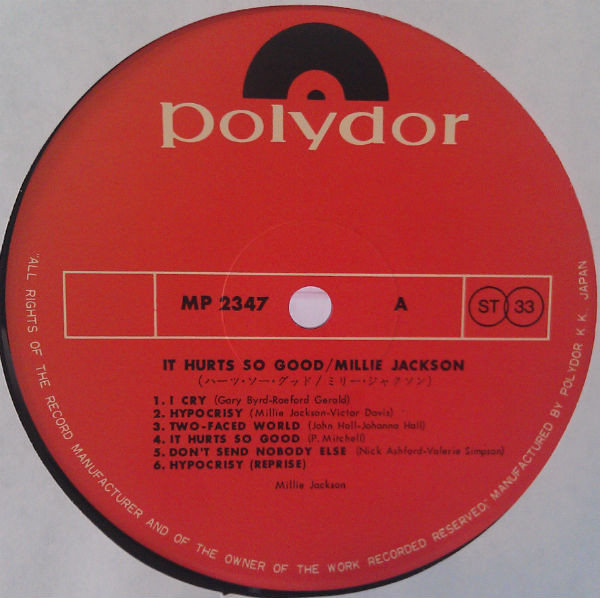 polydor
MP 2347 A ST 33
IT HURTS SO GOOD/MILLIE JACKSON
(ハーツ・ソー・グッド/ミリー・ジャクソン)
1. I CRY (Gary Byrd-Raeford Gerald)
2. HYPOCRISY (Millie Jackson-Victor Davis)
3. TWO-FACED WORLD (John Hall-Johanna Hall)
4. IT HURTS SO GOOD (P. Mitchell)
5. DON'T SEND NOBODY ELSE (Nick Ashford-Valerie Simpson)
6. HYPOCRISY (REPRISE)
Millie Jackson
"ALL RIGHTS OF THE RECORD MANUFACTURER AND OF THE OWNER OF THE WORK RECORDED RESERVED." MANUFACTURED BY POLYDOR K.K. JAPAN